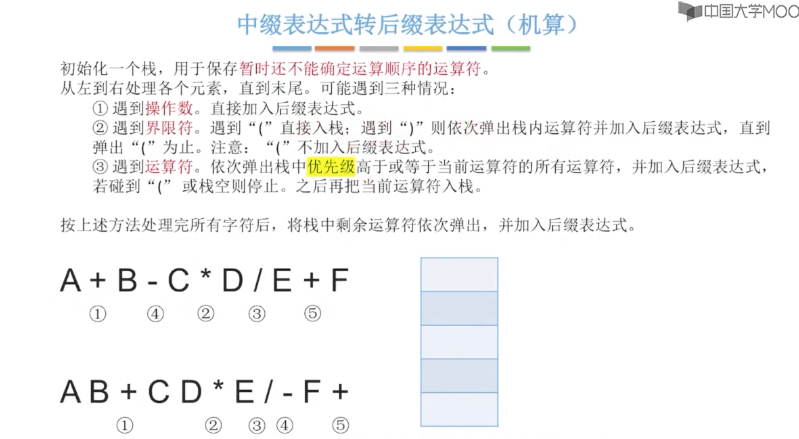 中国大学MOO
中缀表达式转后缀表达式（机算）
初始化一个栈，用于保存暂时还不能确定运算顺序的运算符。
从左到右处理各个元素，直到末尾。可能遇到三种情况：
① 遇到操作数。直接加入后缀表达式。
② 遇到界限符。遇到“(”直接入栈；遇到“)”则依次弹出栈内运算符并加入后缀表达式，直到
弹出“(”为止。注意：“(”不加入后缀表达式。
③ 遇到运算符。依次弹出栈中优先级高于或等于当前运算符的所有运算符，并加入后缀表达式，
若碰到“(” 或栈空则停止。之后再把当前运算符入栈。
按上述方法处理完所有字符后，将栈中剩余运算符依次弹出，并加入后缀表达式。
A + B - C * D / E + F
① ④ ② ③ ⑤
A B + C D * E / - F +
① ② ③ ④ ⑤